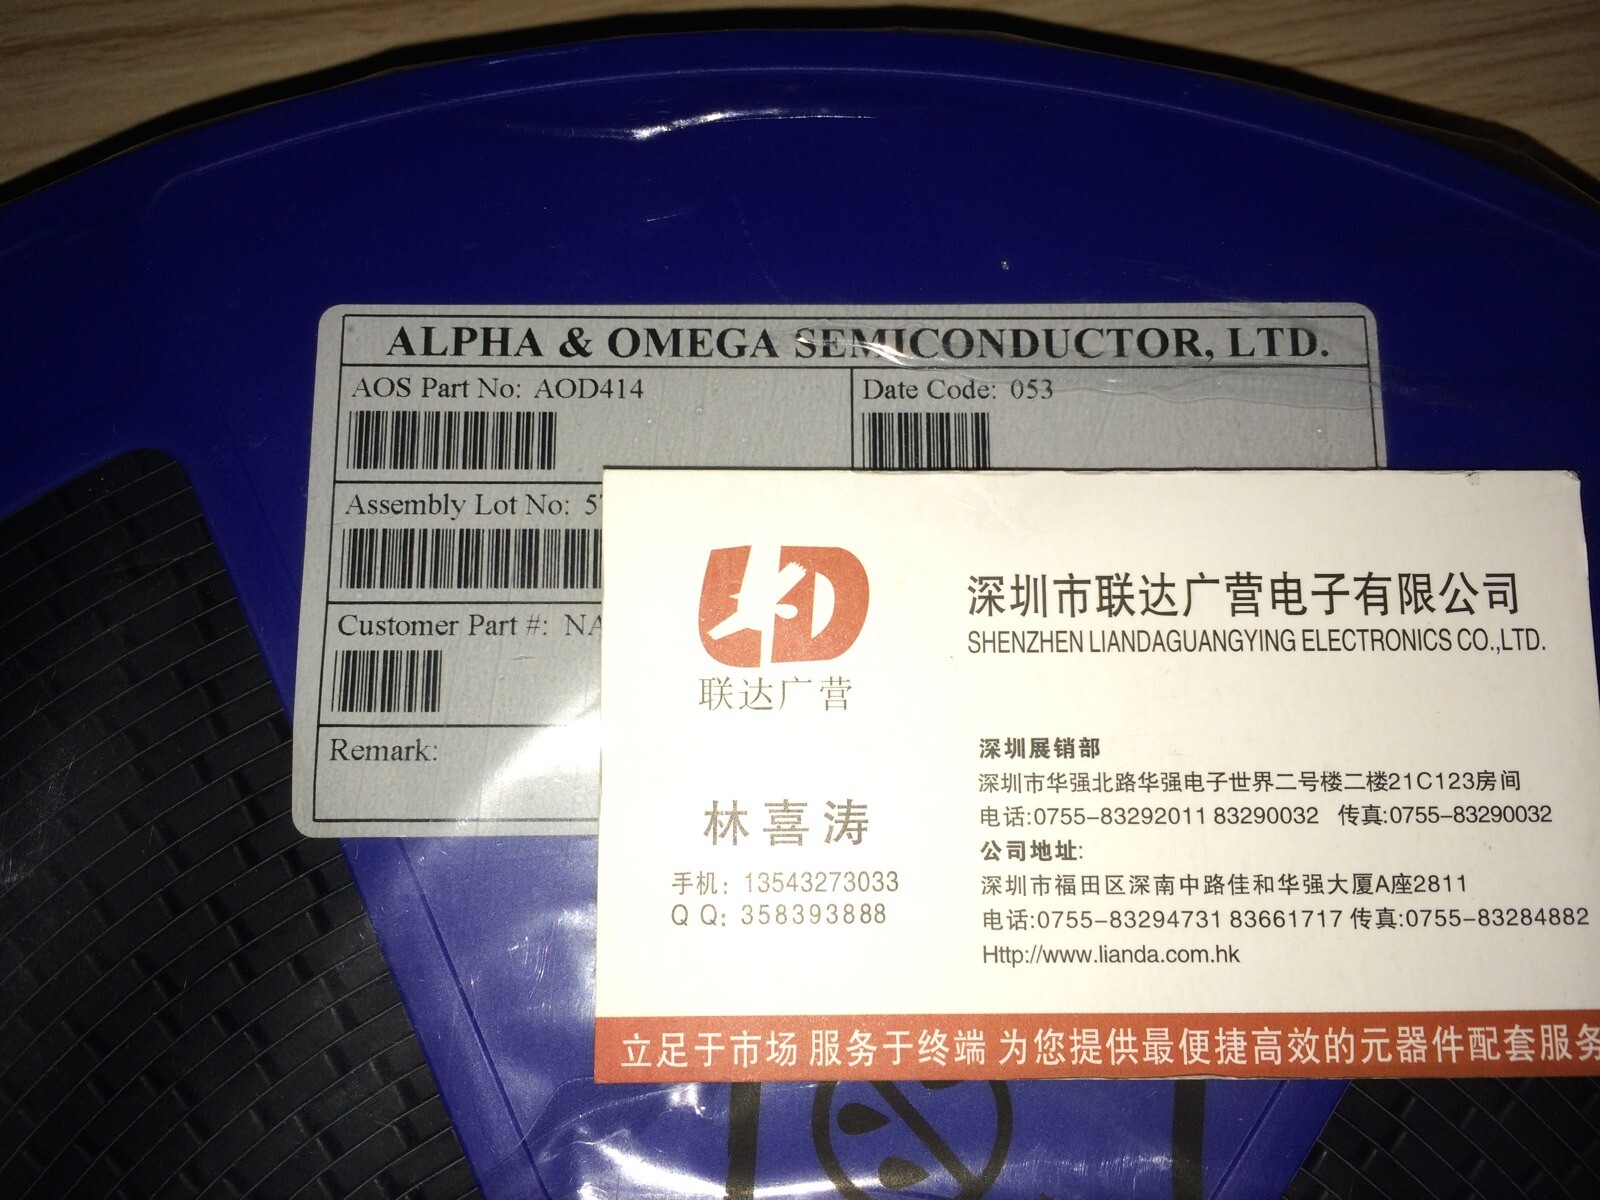 ALPHA & OMEGA SEMICONDUCTOR, LTD.
AOS Part No: AOD414
Date Code: 053
Assembly Lot No:
Customer Part #: NA
Remark:
联达广营
深圳市联达广营电子有限公司
SHENZHEN LIANDAGUANGYING ELECTRONICS CO.,LTD.
林喜涛
手机: 13543273033
Q Q: 358393888
深圳展销部
深圳市华强北路华强电子世界二号楼二楼21C123房间
电话:0755-83292011 83290032 传真:0755-83290032
公司地址:
深圳市福田区深南中路佳和华强大厦A座2811
电话:0755-83294731 83661717 传真:0755-83284882
Http://www.lianda.com.hk
立足于市场 服务于终端 为您提供最便捷高效的元器件配套服务